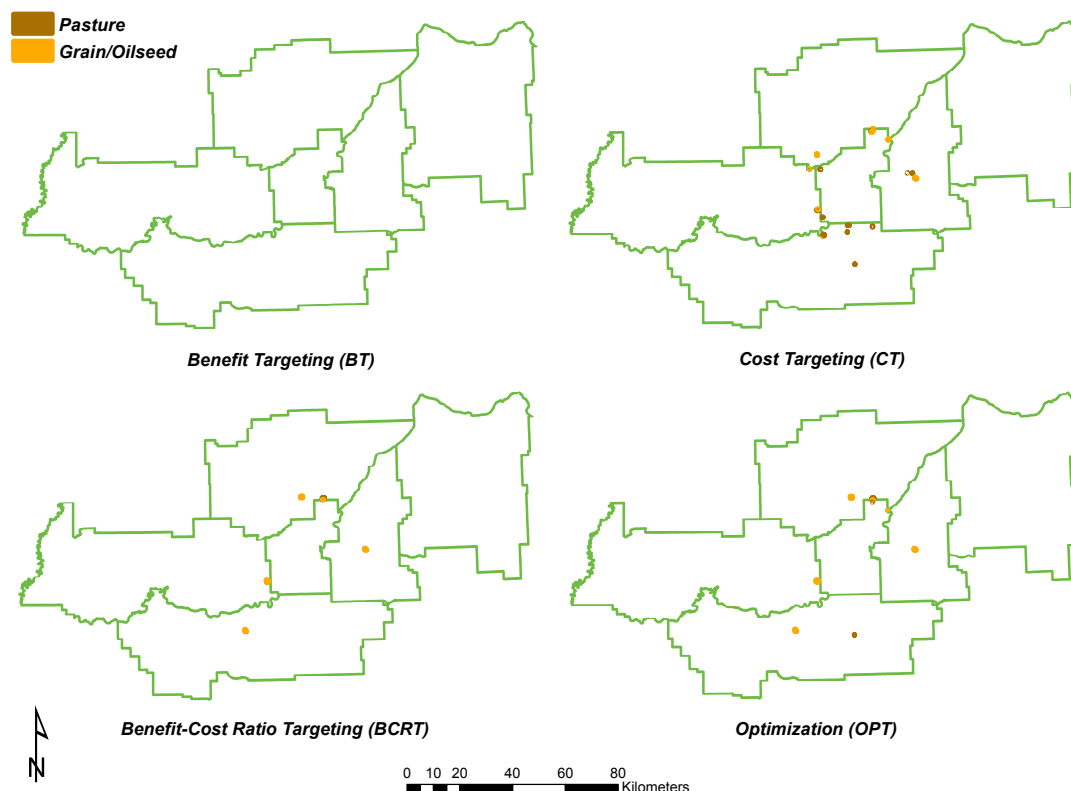 Pasture
Grain/Oilseed
Benefit Targeting (BT)
Cost Targeting (CT)
Benefit-Cost Ratio Targeting (BCRT)
Optimization (OPT)
N
0 10 20 40 60 80
Kilometers